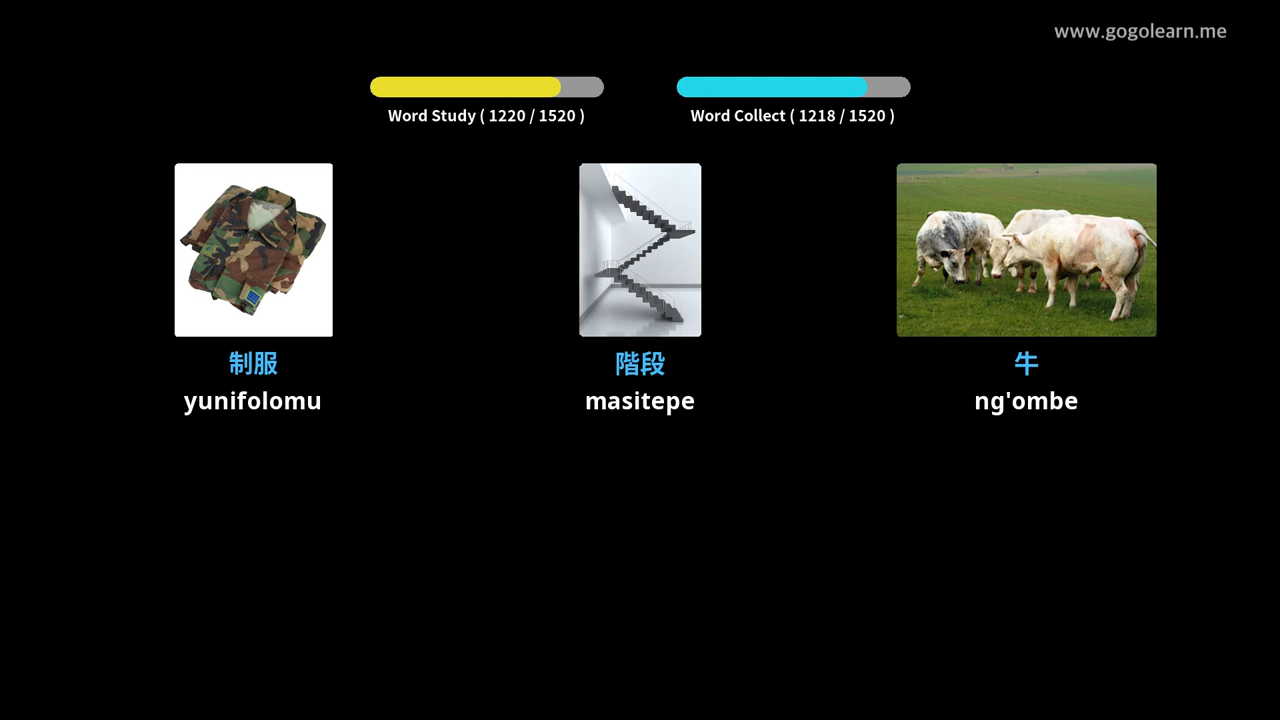 www.gogolearn.me
Word Study ( 1220 / 1520 )
Word Collect ( 1218 / 1520 )
制服
階段
牛
yunifolomu
masitepe
ng'ombe